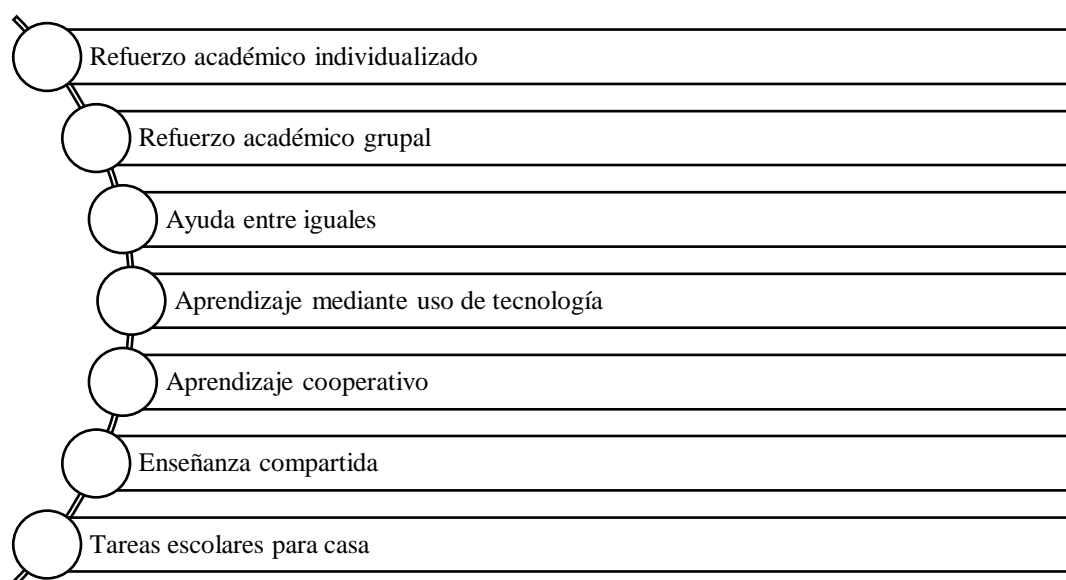 Refuerzo académico individualizado
Refuerzo académico grupal
Ayuda entre iguales
Aprendizaje mediante uso de tecnología
Aprendizaje cooperativo
Enseñanza compartida
Tareas escolares para casa